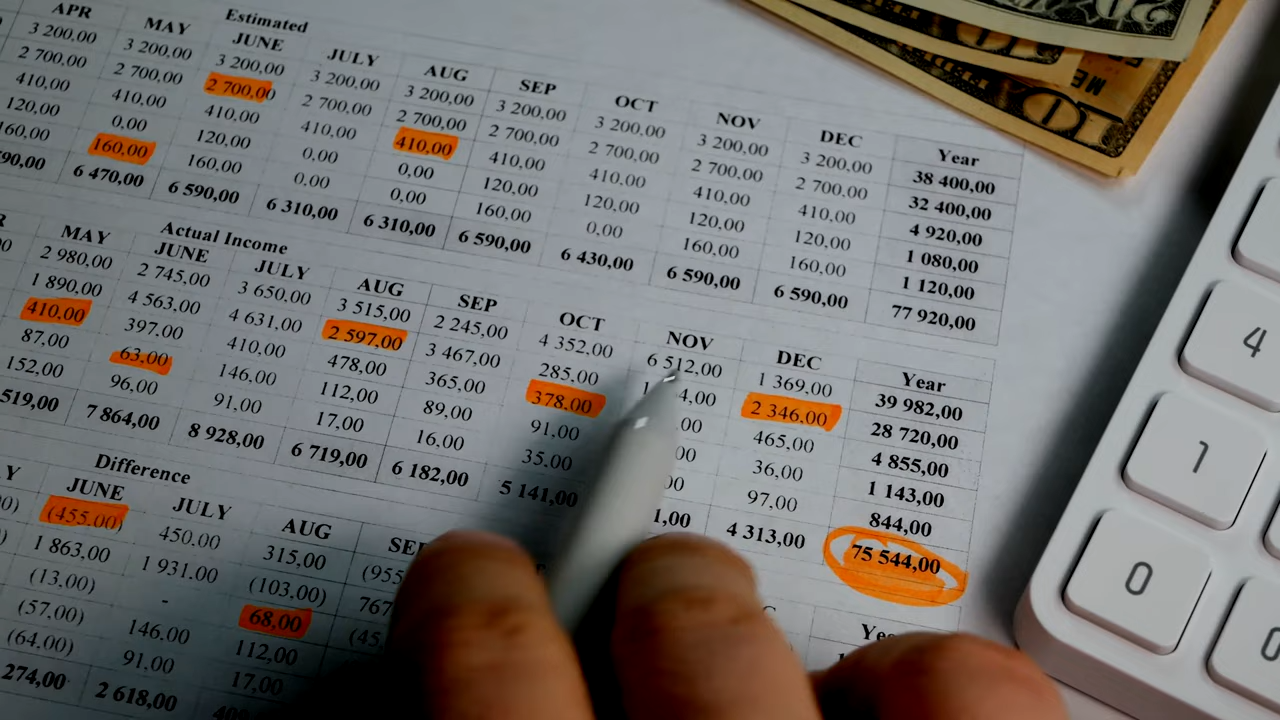 Estimated
APR MAY JUNE JULY AUG SEP OCT NOV DEC Year
3 200,00 3 200,00 3 200,00 3 200,00 3 200,00 3 200,00 3 200,00 3 200,00 3 200,00 38 400,00
2 700,00 2 700,00 2 700,00 2 700,00 2 700,00 2 700,00 2 700,00 2 700,00 2 700,00 32 400,00
410,00 410,00 410,00 410,00 410,00 410,00 410,00 410,00 410,00 4 920,00
120,00 0.00 120,00 0.00 0.00 120,00 120,00 120,00 120,00 1 080,00
160,00 160,00 160,00 0.00 0.00 160,00 0.00 160,00 160,00 1 120,00
90,00 6 470,00 6 590,00 6 310,00 6 310,00 6 590,00 6 430,00 6 590,00 6 590,00 77 920,00
Actual Income
MAY JUNE JULY AUG SEP OCT NOV DEC Year
2 980,00 2 745,00 3 650,00 3 515,00 2 245,00 4 352,00 6 512,00 1 369,00 39 982,00
1 890,00 4 563,00 4 631,00 2 597,00 3 467,00 285,00 4,00 2 346,00 28 720,00
410,00 397,00 410,00 478,00 365,00 378,00 .00 465,00 4 855,00
87,00 63,00 146,00 112,00 89,00 91,00 00 36,00 1 143,00
152,00 96,00 91,00 17,00 16,00 35.00 00 97,00 844,00
519,00 7 864,00 8 928,00 6 719,00 6 182,00 5 141,00 1,00 4 313,00 75 544,00
Difference
JUNE JULY AUG
(455.00) 450.00 315,00 (955
1 863,00 1 931.00 (103.00) 767
(13.00) - 68.00 (45
(57.00) 146.00 112,00
(64.00) 91.00 17,00
274,00 2 618,00
4
1
0